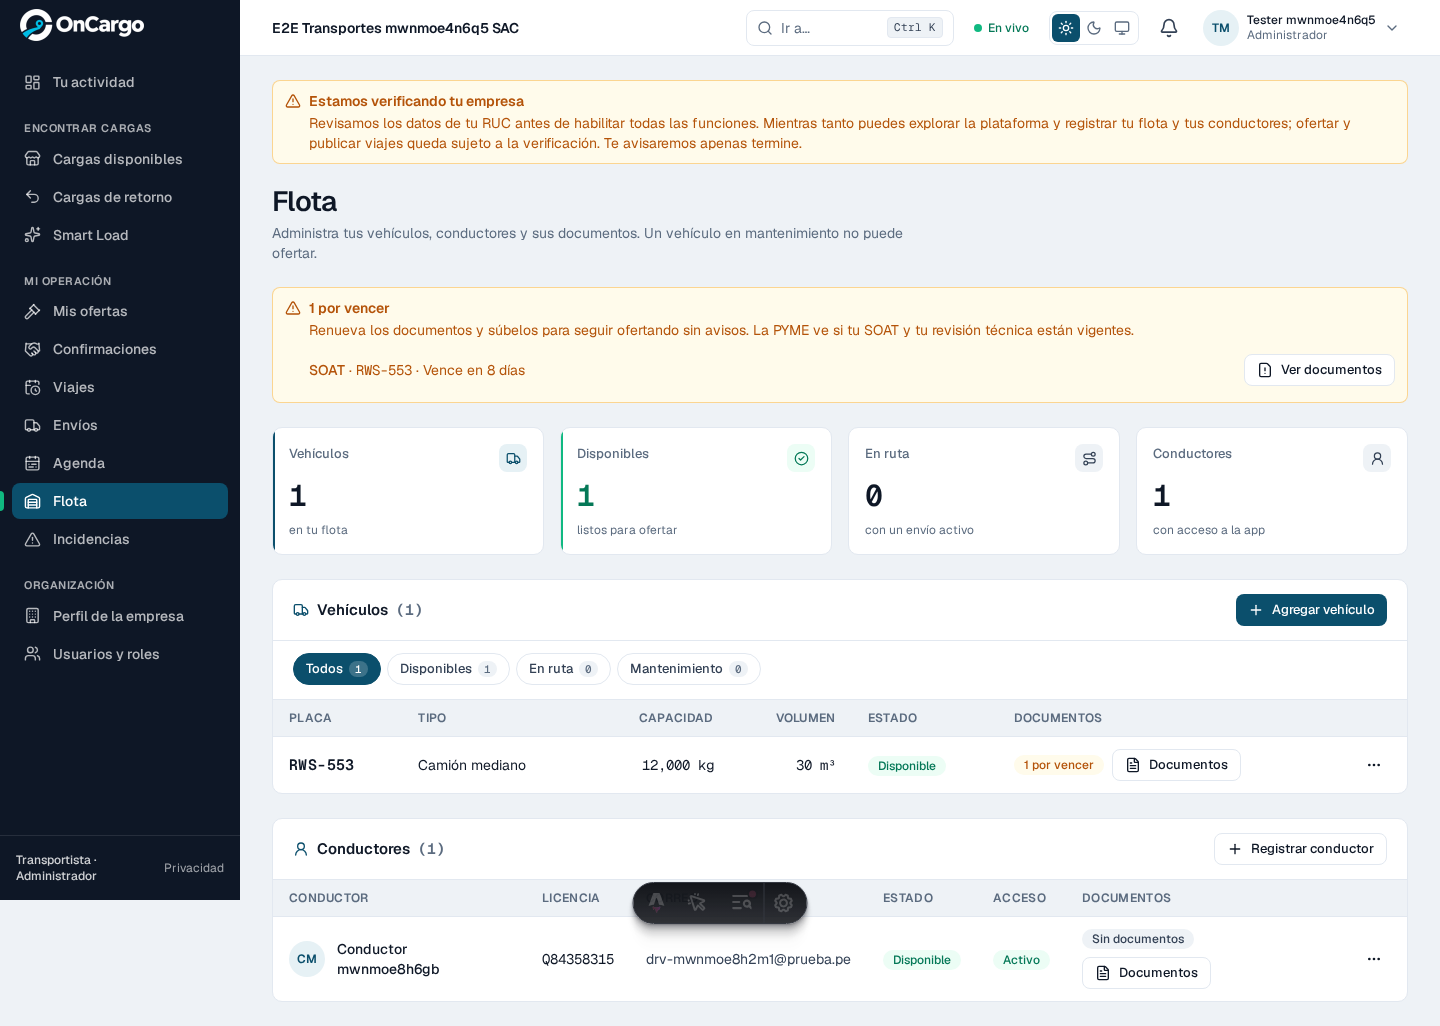 OnCargo
E2E Transportes mwnmoe4n6q5 SAC
Ir a...
Ctrl K
En vivo
TM
Tester mwnmoe4n6q5
Administrador
Tu actividad
ENCONTRAR CARGAS
Cargas disponibles
Cargas de retorno
Smart Load
MI OPERACIÓN
Mis ofertas
Confirmaciones
Viajes
Envíos
Agenda
Flota
Incidencias
ORGANIZACIÓN
Perfil de la empresa
Usuarios y roles
Transportista ·
Administrador
Privacidad
Estamos verificando tu empresa
Revisamos los datos de tu RUC antes de habilitar todas las funciones. Mientras tanto puedes explorar la plataforma y registrar tu flota y tus conductores; ofertar y
publicar viajes queda sujeto a la verificación. Te avisaremos apenas termine.
Flota
Administra tus vehículos, conductores y sus documentos. Un vehículo en mantenimiento no puede
ofertar.
1 por vencer
Renueva los documentos y súbelos para seguir ofertando sin avisos. La PYME ve si tu SOAT y tu revisión técnica están vigentes.
SOAT · RWS-553 · Vence en 8 días
Ver documentos
Vehículos
1
en tu flota
Disponibles
1
listos para ofertar
En ruta
0
con un envío activo
Conductores
1
con acceso a la app
Vehículos (1)
Agregar vehículo
Todos 1
Disponibles 1
En ruta 0
Mantenimiento 0
PLACA TIPO CAPACIDAD VOLUMEN ESTADO DOCUMENTOS
RWS-553 Camión mediano 12,000 kg 30 m³ Disponible 1 por vencer Documentos
Conductores (1)
Registrar conductor
CONDUCTOR LICENCIA ESTADO ACCESO DOCUMENTOS
CM
Conductor
mwnmoe8h6gb
Q84358315 drv-mwnmoe8h2m1@prueba.pe Disponible Activo
Sin documentos
Documentos